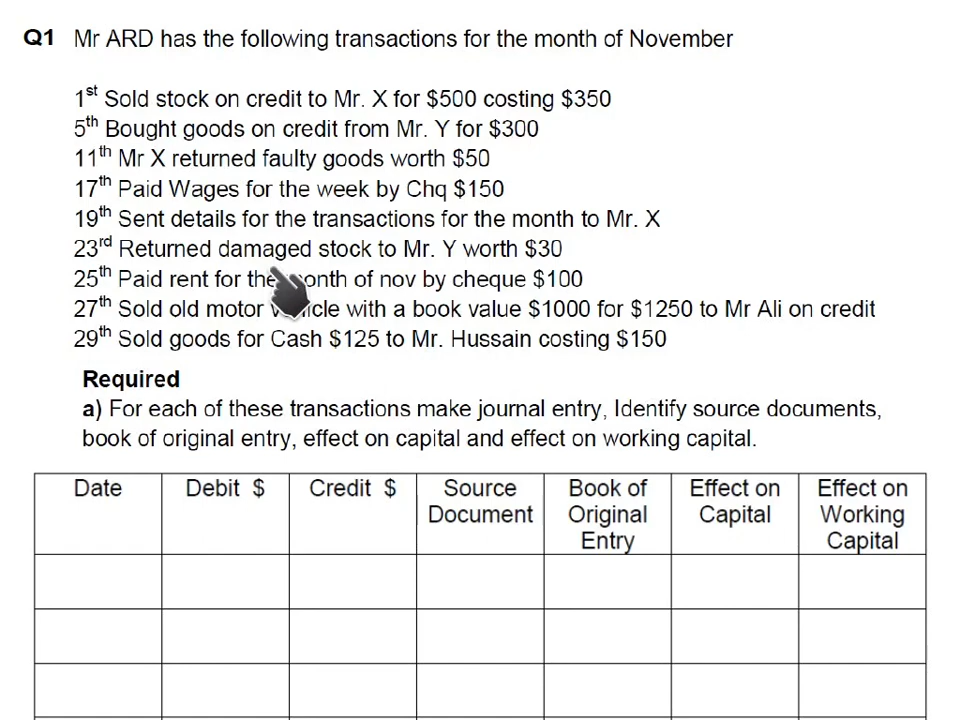 Q1 Mr ARD has the following transactions for the month of November
1st Sold stock on credit to Mr. X for $500 costing $350
5th Bought goods on credit from Mr. Y for $300
11th Mr X returned faulty goods worth $50
17th Paid Wages for the week by Chq $150
19th Sent details for the transactions for the month to Mr. X
23rd Returned damaged stock to Mr. Y worth $30
25th Paid rent for the month of nov by cheque $100
27th Sold old motor vehicle with a book value $1000 for $1250 to Mr Ali on credit
29th Sold goods for Cash $125 to Mr. Hussain costing $150
Required
a) For each of these transactions make journal entry, Identify source documents,
book of original entry, effect on capital and effect on working capital.
Date
Debit $
Credit $
Source
Document
Book of
Original
Entry
Effect on
Capital
Effect on
Working
Capital